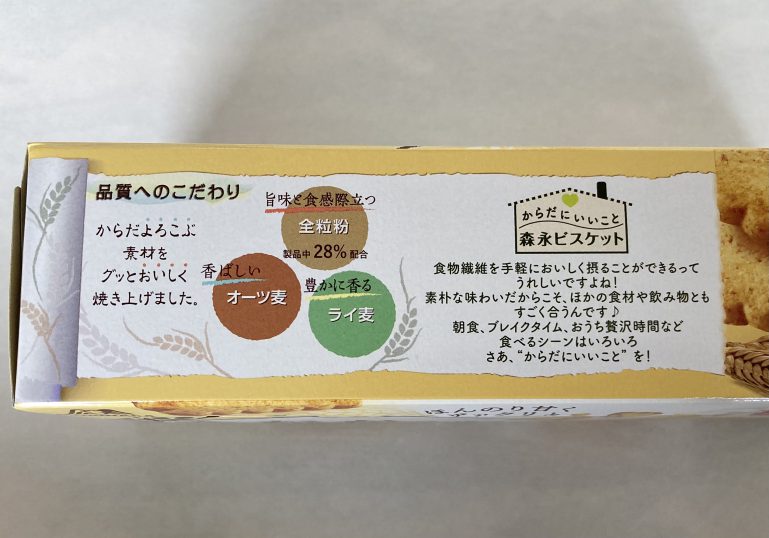 品質へのこだわり
からだよろこぶ
素材を
グッとおいしく
焼き上げました。
旨味と食感際立つ
全粒粉
製品中28%配合
香ばしい
オーツ麦
豊かに香る
ライ麦
からだにいいこと
森永ビスケット
食物繊維を手軽においしく摂ることができるって
うれしいですよね!
素朴な味わいだからこそ、ほかの食材や飲み物とも
すごく合うんです♪
朝食、ブレイクタイム、おうち贅沢時間など
食べるシーンはいろいろ
さあ、“からだにいいこと”を!
ほんのり甘く